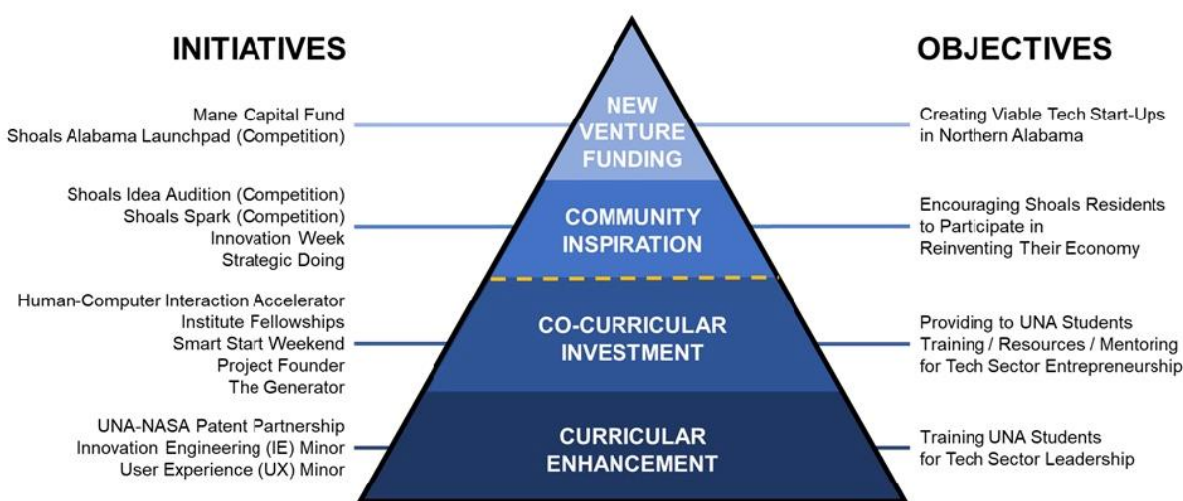 INITIATIVES
OBJECTIVES
Mane Capital Fund
Shoals Alabama Launchpad (Competition)
NEW
VENTURE
FUNDING
Creating Viable Tech Start-Ups
in Northern Alabama
Shoals Idea Audition (Competition)
Shoals Spark (Competition)
Innovation Week
Strategic Doing
COMMUNITY
INSPIRATION
Encouraging Shoals Residents
to Participate in
Reinventing Their Economy
Human-Computer Interaction Accelerator
Institute Fellowships
Smart Start Weekend
Project Founder
The Generator
CO-CURRICULAR
INVESTMENT
Providing to UNA Students
Training / Resources / Mentoring
for Tech Sector Entrepreneurship
UNA-NASA Patent Partnership
Innovation Engineering (IE) Minor
User Experience (UX) Minor
CURRICULAR
ENHANCEMENT
Training UNA Students
for Tech Sector Leadership